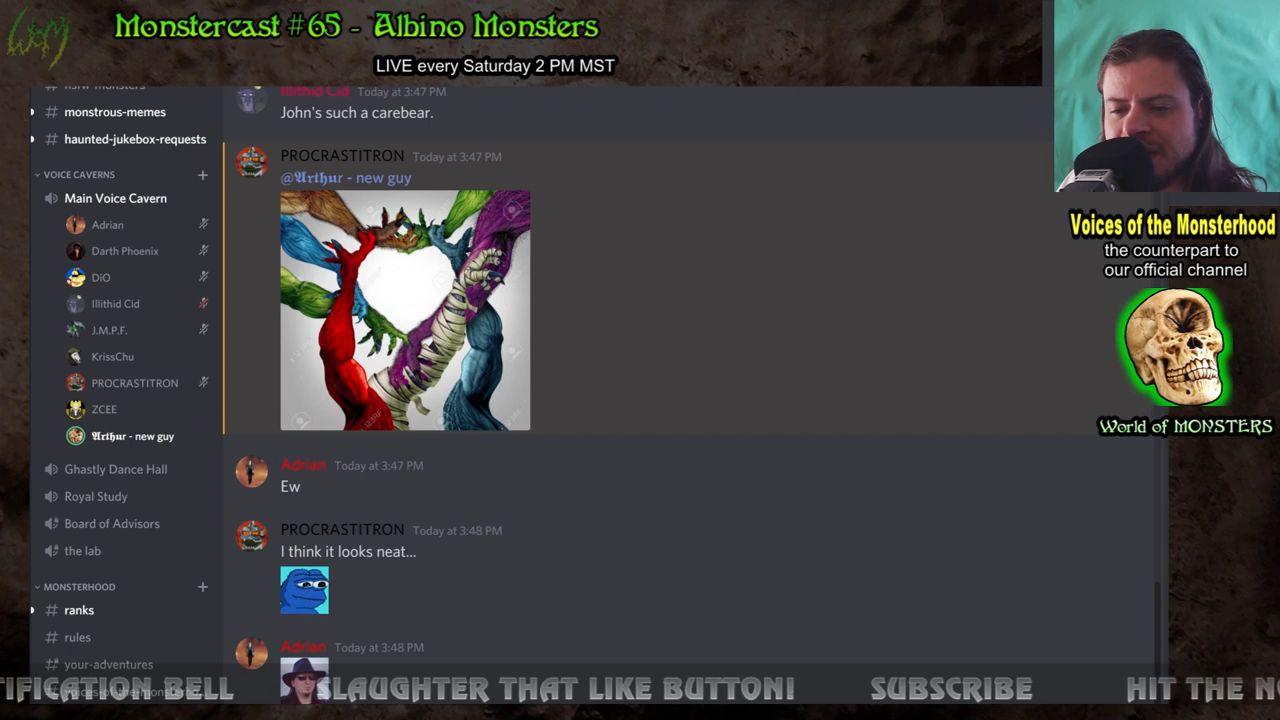 Monstercast #65 - Albino Monsters
LIVE every Saturday 2 PM MST
# nsfw-monsters
# monstrous-memes
# haunted-jukebox-requests
VOICE CAVERNS +
Main Voice Cavern
Adrian
Darth Phoenix
DiO
Illithid Cid
J.M.P.F.
KrissChu
PROCRASTITRON
ZCEE
𝕬𝖗𝖙𝖍𝖚r - new guy
Ghastly Dance Hall
Royal Study
Board of Advisors
the lab
MONSTERHOOD +
# ranks
# rules
# your-adventures
Illithid Cid Today at 3:47 PM
John's such a carebear.
PROCRASTITRON Today at 3:47 PM
@𝕬𝖗𝖙𝖍𝖚r - new guy
123RF
Adrian Today at 3:47 PM
Ew
PROCRASTITRON Today at 3:48 PM
I think it looks neat...
Adrian Today at 3:48 PM
Voices of the Monsterhood
the counterpart to
our official channel
World of MONSTERS
TIFICATION BELL SLAUGHTER THAT LIKE BUTTON! SUBSCRIBE HIT THE NO